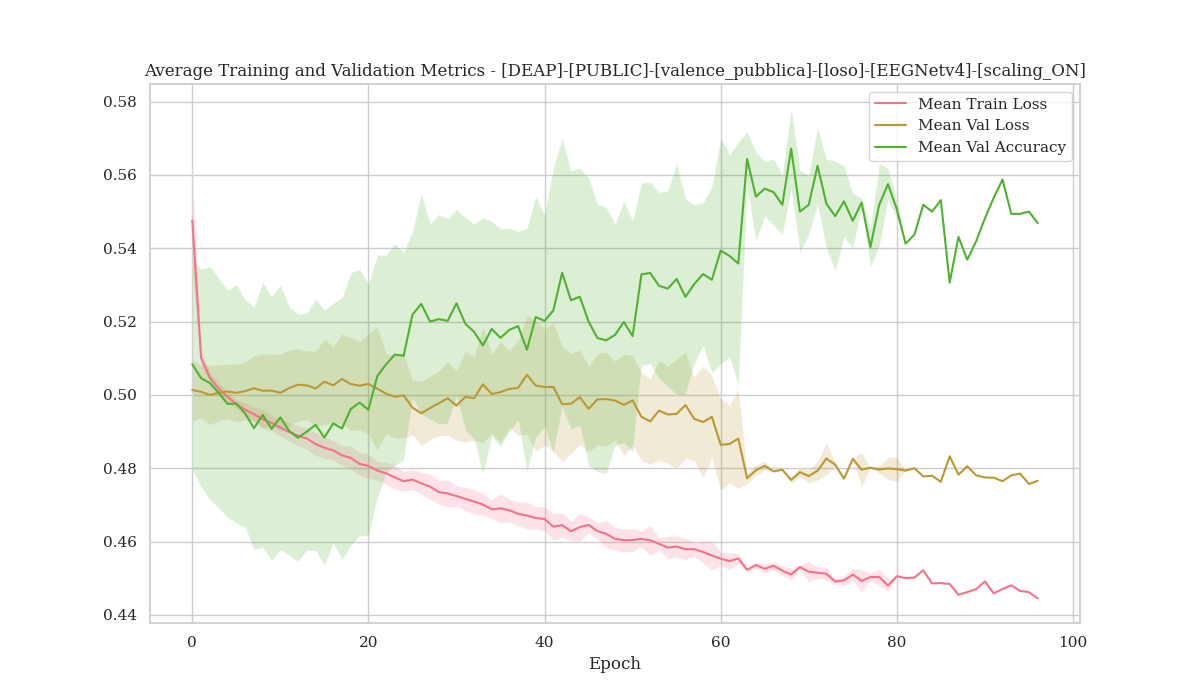 Average Training and Validation Metrics - [DEAP]-[PUBLIC]-[valence_pubblica]-[loso]-[EEGNetv4]-[scaling_ON]
Mean Train Loss
Mean Val Loss
Mean Val Accuracy
0.58
0.56
0.54
0.52
0.50
0.48
0.46
0.44
0 20 40 60 80 100
Epoch